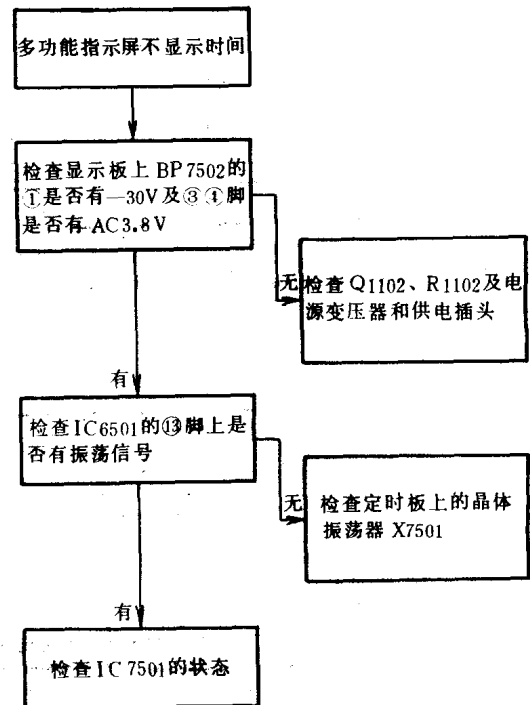 多功能指示屏不显示时间
检查显示板上 BP7502的
①是否有—30V及③④脚
是否有AC3.8V
无
检查Q1102、R1102及电
源变压器和供电插头
有
检查IC6501的⑬脚上是
否有振荡信号
无
检查定时板上的晶体
振荡器 X7501
有
检查IC 7501的状态